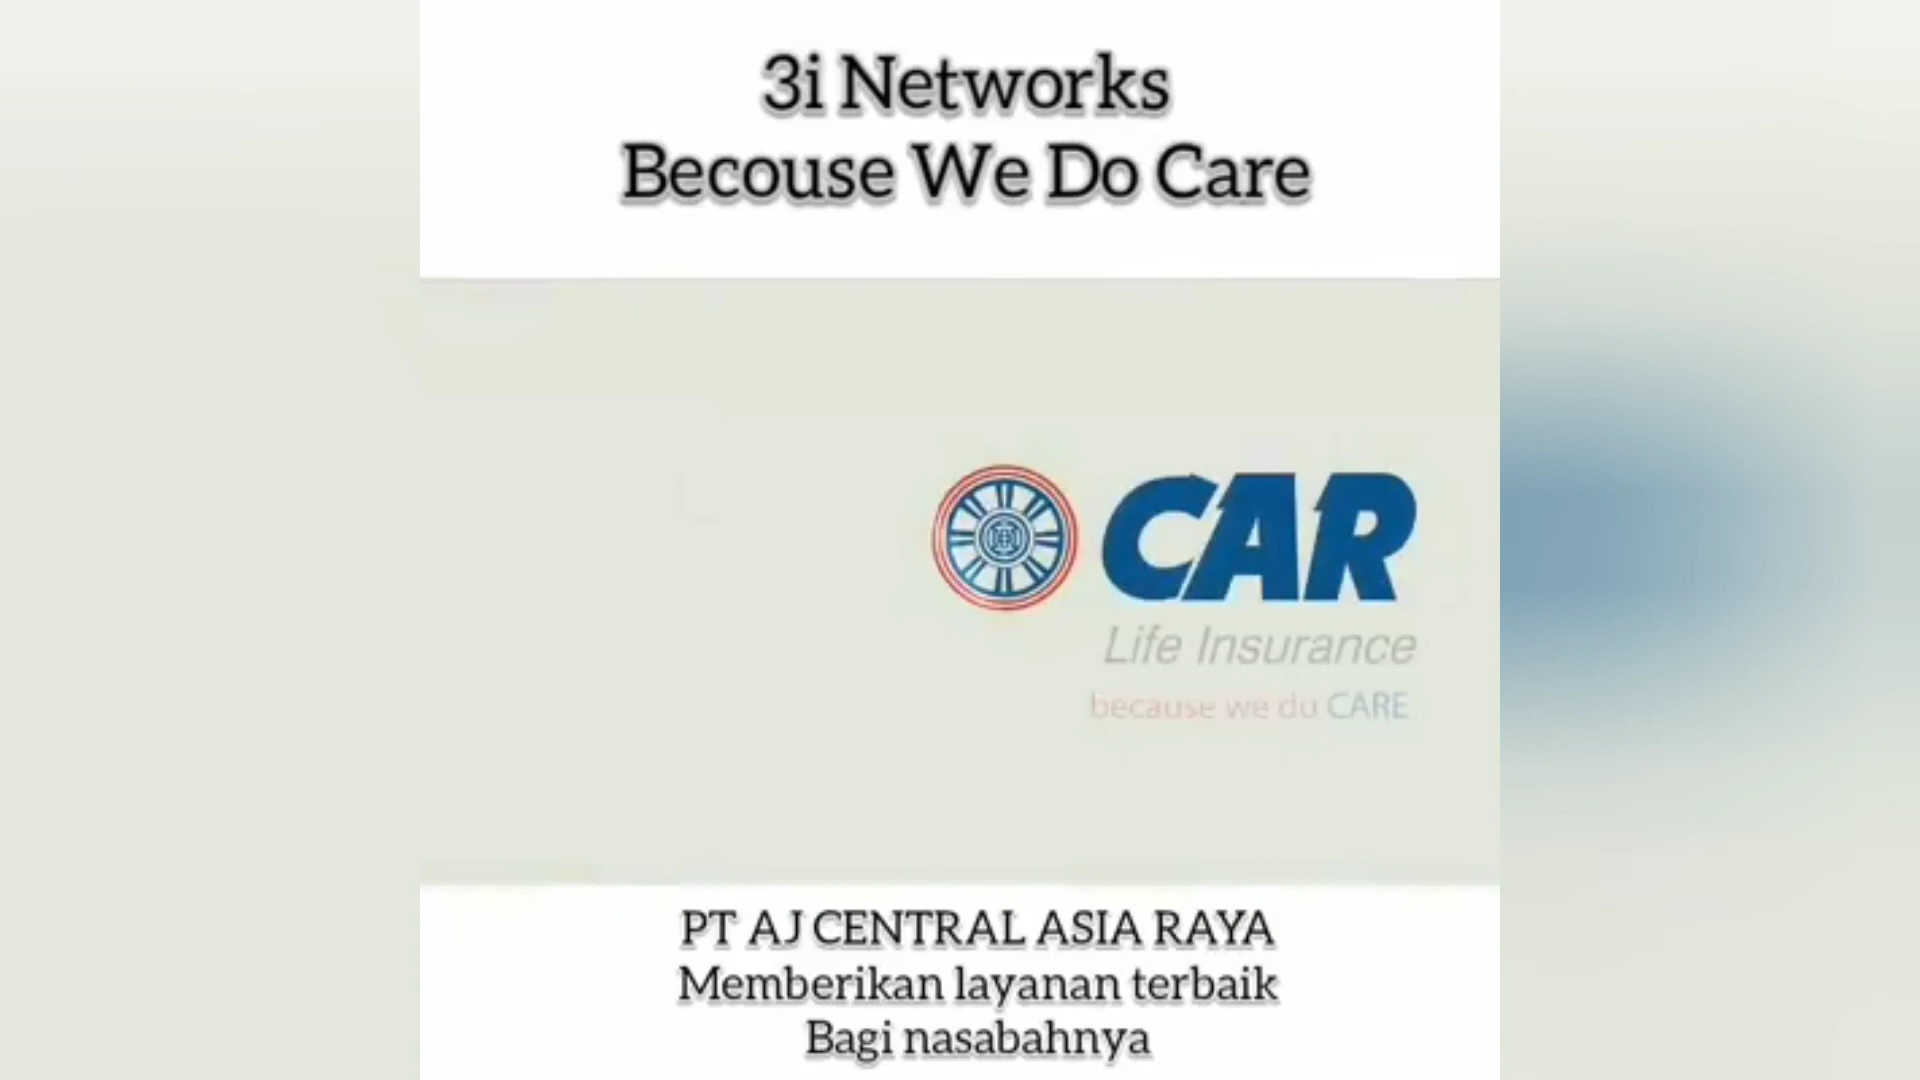 3i Networks
Becouse We Do Care
CAR
Life Insurance
because we do CARE
PT AJ CENTRAL ASIA RAYA
Memberikan layanan terbaik
Bagi nasabahnya